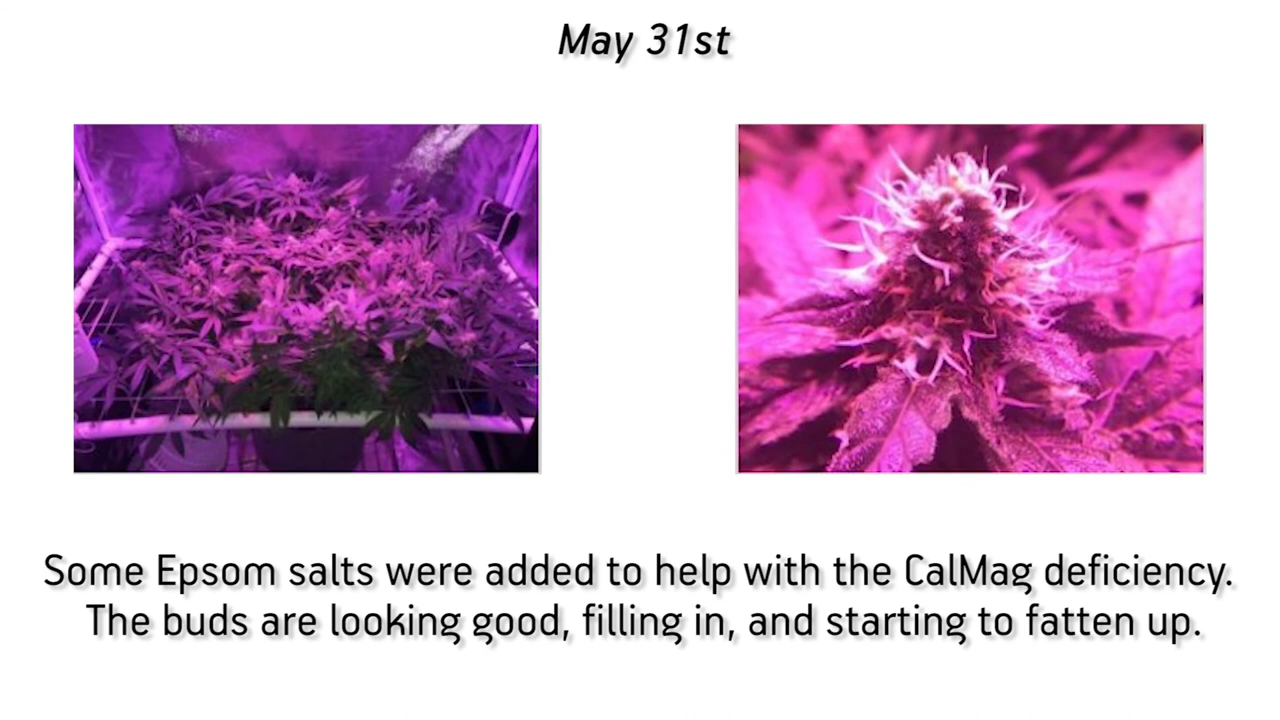 May 31st
Some Epsom salts were added to help with the CalMag deficiency.
The buds are looking good, filling in, and starting to fatten up.